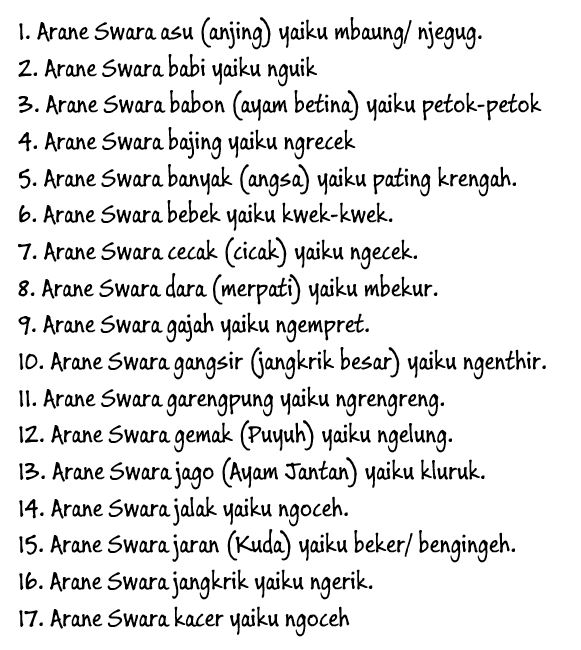 1. Arane Swara asu (anjing) yaiku mbaung/ njegug.
2. Arane Swara babi yaiku nguik
3. Arane Swara babon (ayam betina) yaiku petok-petok
4. Arane Swara bajing yaiku ngrecek
5. Arane Swara banyak (angsa) yaiku pating krengah.
6. Arane Swara bebek yaiku kwek-kwek.
7. Arane Swara cecak (cicak) yaiku ngecek.
8. Arane Swara dara (merpati) yaiku mbekur.
9. Arane Swara gajah yaiku ngempret.
10. Arane Swara gangsir (jangkrik besar) yaiku ngenthir.
11. Arane Swara garengpung yaiku ngrengreng.
12. Arane Swara gemak (Puyuh) yaiku ngelung.
13. Arane Swara jago (Ayam Jantan) yaiku kluruk.
14. Arane Swara jalak yaiku ngoceh.
15. Arane Swara jaran (Kuda) yaiku beker/ bengingeh.
16. Arane Swara jangkrik yaiku ngerik.
17. Arane Swara kacer yaiku ngoceh